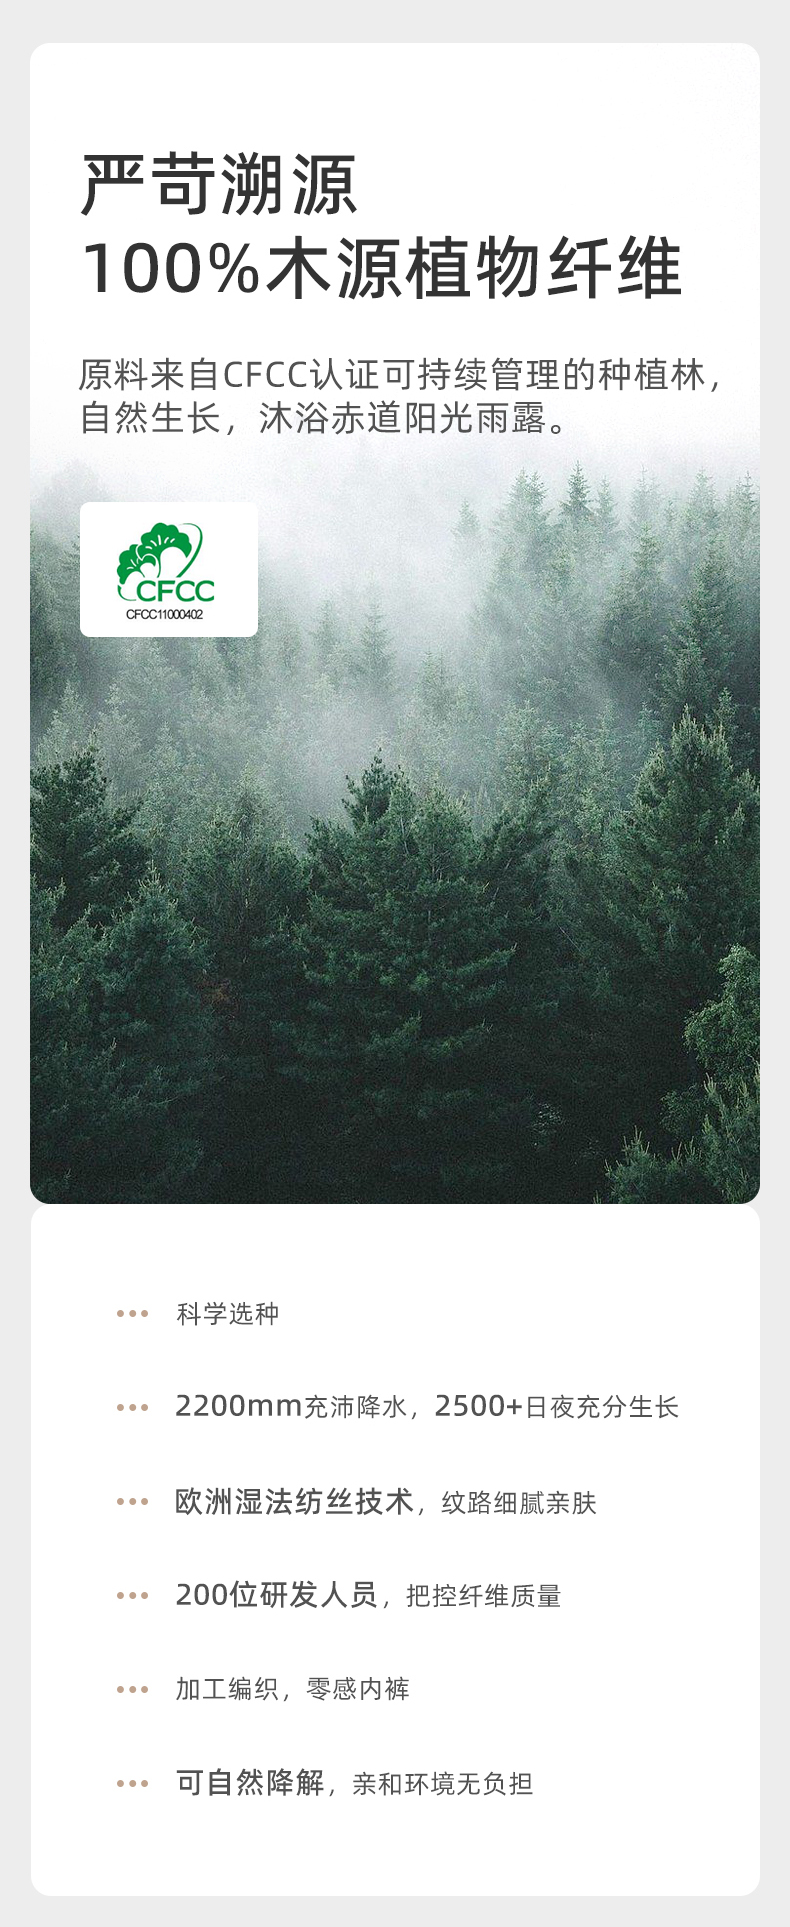 严苛溯源
100%木源植物纤维
原料来自CFCC认证可持续管理的种植林，
自然生长，沐浴赤道阳光雨露。
CFCC
CFCC11000402
科学选种
2200mm充沛降水，2500+日夜充分生长
欧洲湿法纺丝技术，纹路细腻亲肤
200位研发人员，把控纤维质量
加工编织，零感内裤
可自然降解，亲和环境无负担